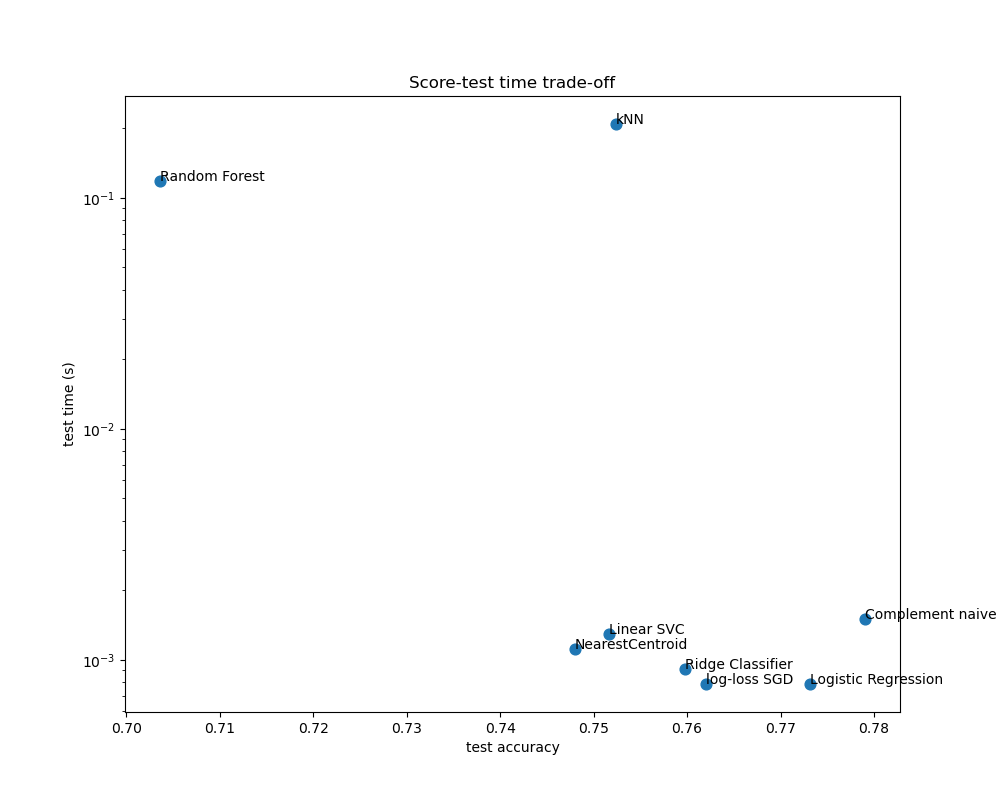 Score-test time trade-off
kNN
Random Forest
Complement naive
Linear SVC
NearestCentroid
Ridge Classifier
log-loss SGD
Logistic Regression
test time (s)
10⁻¹
10⁻²
10⁻³
0.70 0.71 0.72 0.73 0.74 0.75 0.76 0.77 0.78
test accuracy